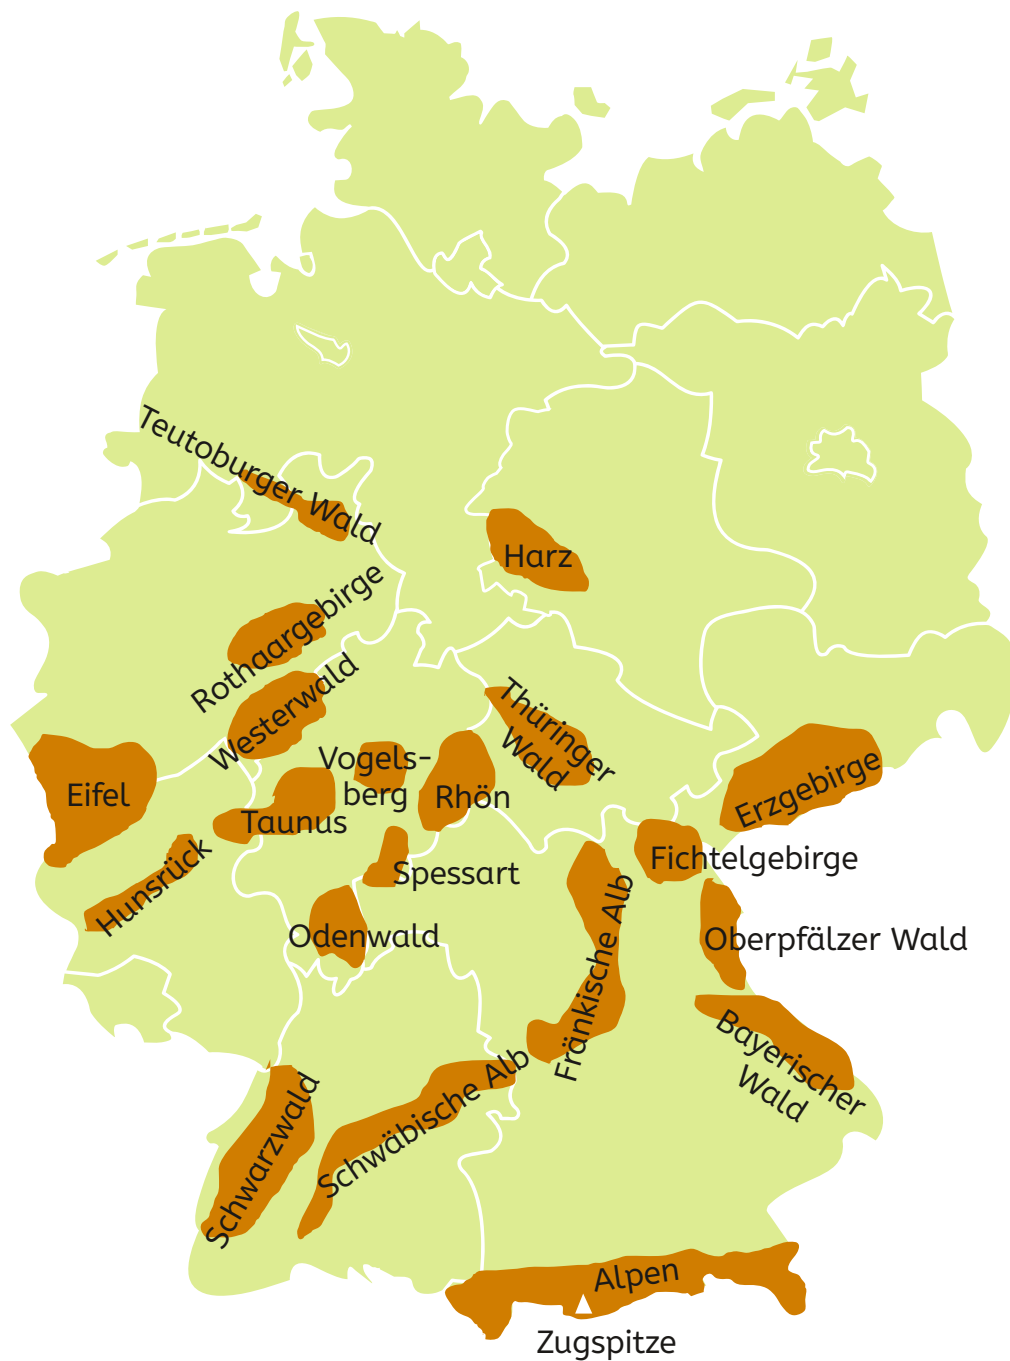 Teutoburger Wald
Harz
Rothaargebirge
Westerwald
Thüringer
Wald
Vogels-
berg
Eifel
Rhön
Erzgebirge
Taunus
Hunsrück
Spessart
Fichtelgebirge
Odenwald
Fränkische Alb
Oberpfälzer Wald
Bayerischer
Wald
Schwäbische Alb
Schwarzwald
Alpen
Zugspitze